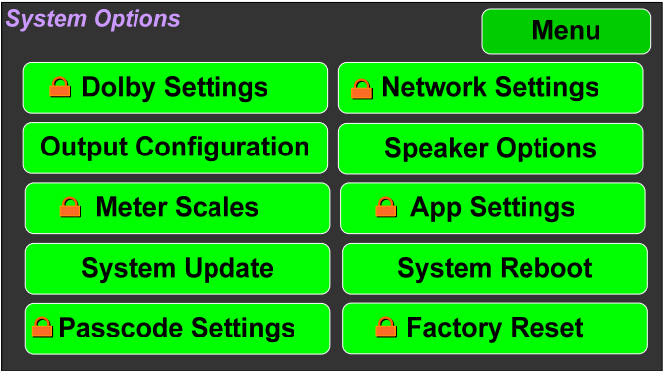 System Options
Menu
Dolby Settings
Network Settings
Output Configuration
Speaker Options
Meter Scales
App Settings
System Update
System Reboot
Passcode Settings
Factory Reset